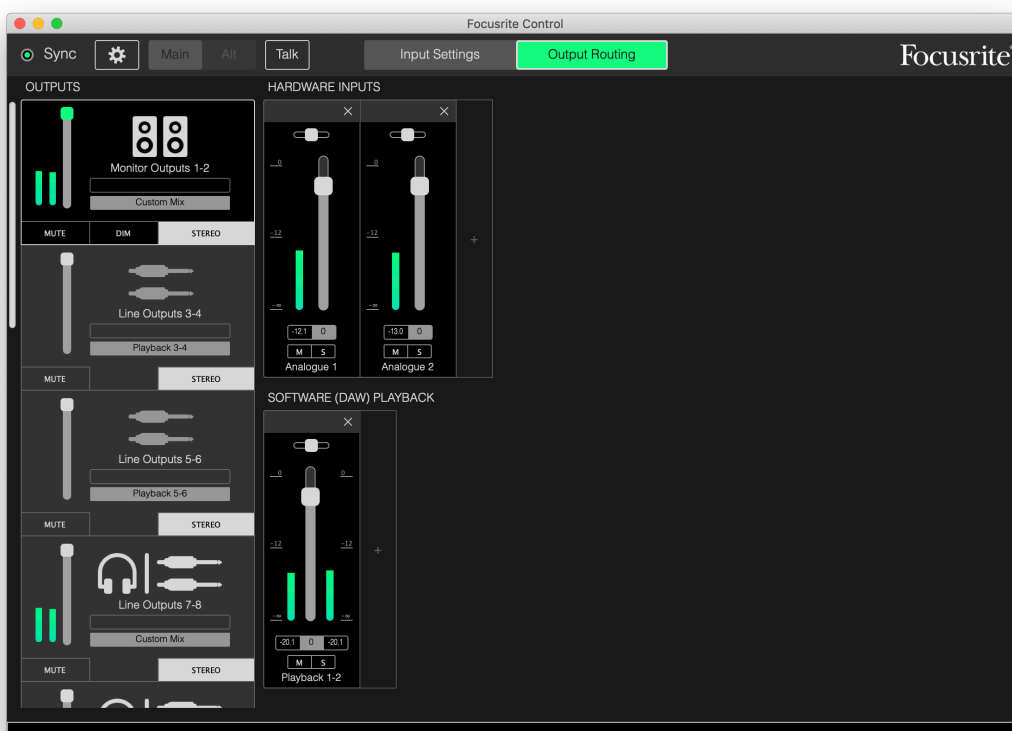 Focusrite Control
Sync
Main
Alt
Talk
Input Settings
Output Routing
Focusrite®
OUTPUTS
Monitor Outputs 1-2
Custom Mix
MUTE
DIM
STEREO
Line Outputs 3-4
Playback 3-4
MUTE
STEREO
Line Outputs 5-6
Playback 5-6
MUTE
STEREO
Line Outputs 7-8
Custom Mix
MUTE
STEREO
HARDWARE INPUTS
0
-12
-∞
-12.1 0
M S
Analogue 1
0
-12
-∞
-13.0 0
M S
Analogue 2
+
SOFTWARE (DAW) PLAYBACK
0 0
-12 -12
-∞ -∞
-20.1 0 -20.1
M S
Playback 1-2
+